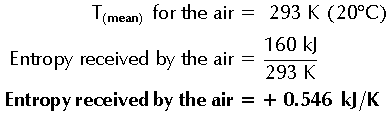 T(mean) for the air = 293 K (20°C)
Entropy received by the air = 160 kJ / 293 K
Entropy received by the air = + 0.546 kJ/K